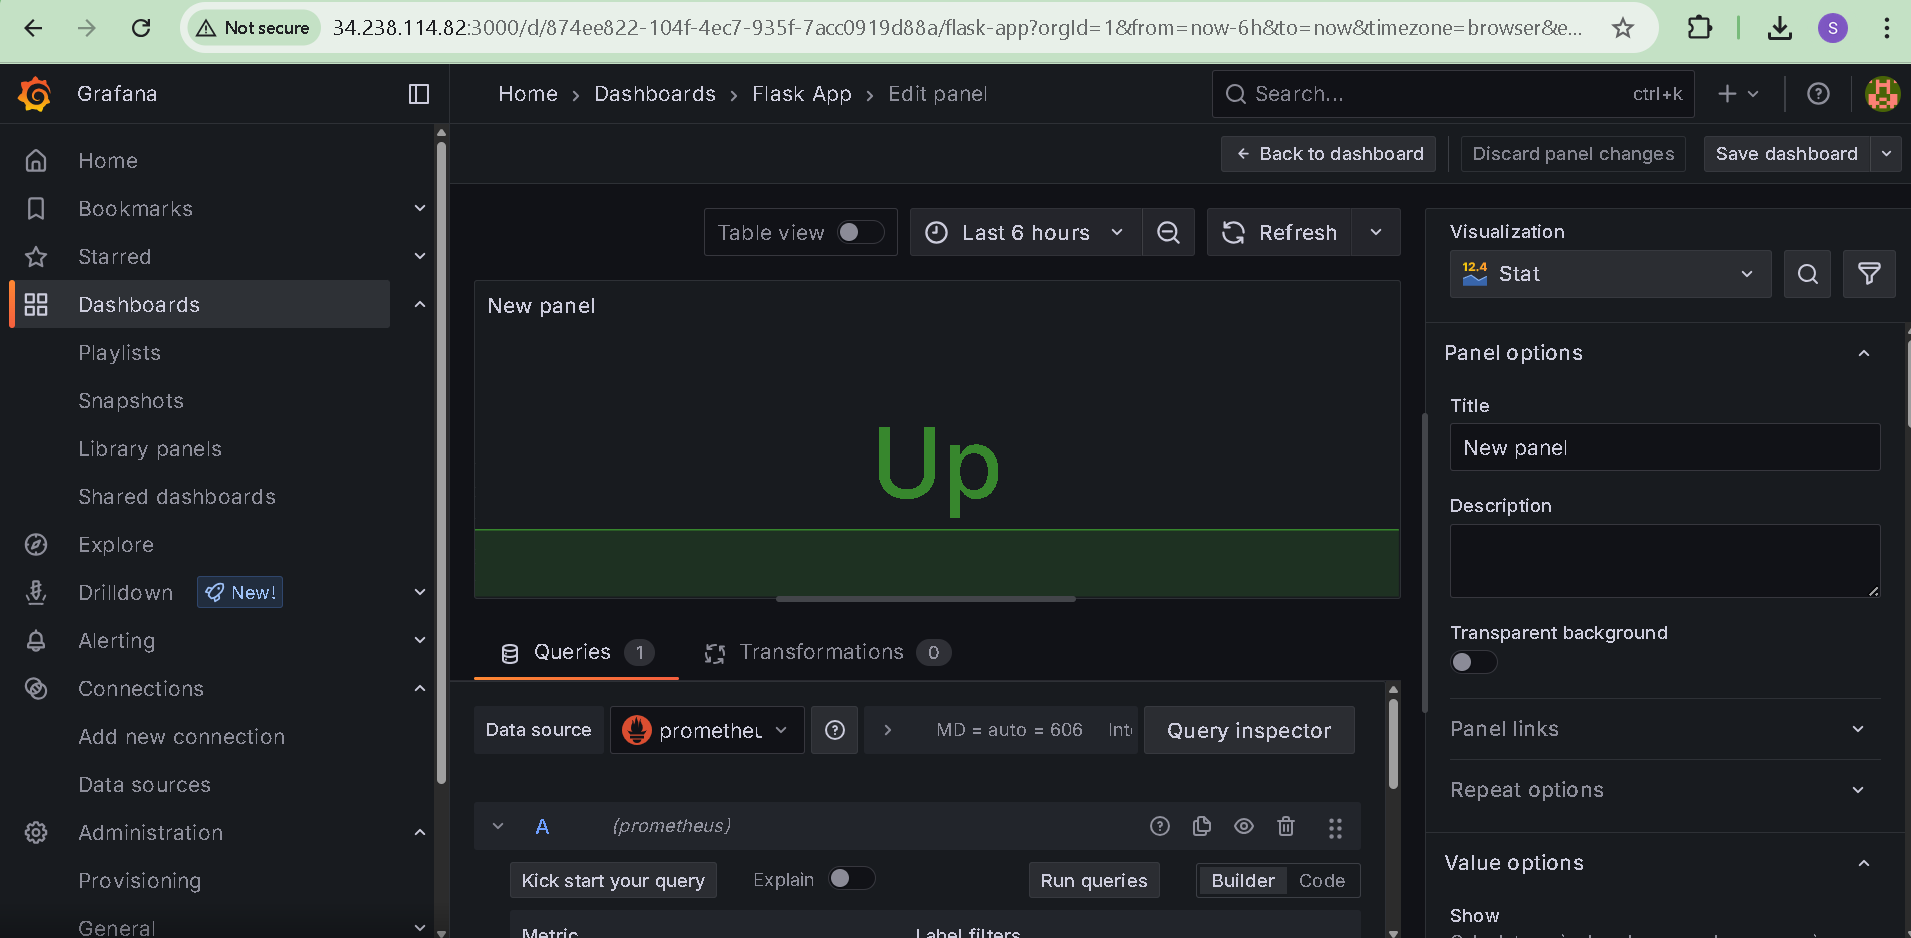 Not secure
34.238.114.82:3000/d/874ee822-104f-4ec7-935f-7acc0919d88a/flask-app?orgId=1&from=now-6h&to=now&timezone=browser&e...
S
Grafana
Home › Dashboards › Flask App › Edit panel
Search...
ctrl+k
Home
Bookmarks
Starred
Dashboards
Playlists
Snapshots
Library panels
Shared dashboards
Explore
Drilldown
New!
Alerting
Connections
Add new connection
Data sources
Administration
Provisioning
General
Back to dashboard
Discard panel changes
Save dashboard
Table view
Last 6 hours
Refresh
New panel
Up
Queries 1
Transformations 0
Data source
prometheu
MD = auto = 606
Int
Query inspector
A
(prometheus)
Kick start your query
Explain
Run queries
Builder
Code
Metric
Label filters
Visualization
12.4
Stat
Panel options
Title
New panel
Description
Transparent background
Panel links
Repeat options
Value options
Show